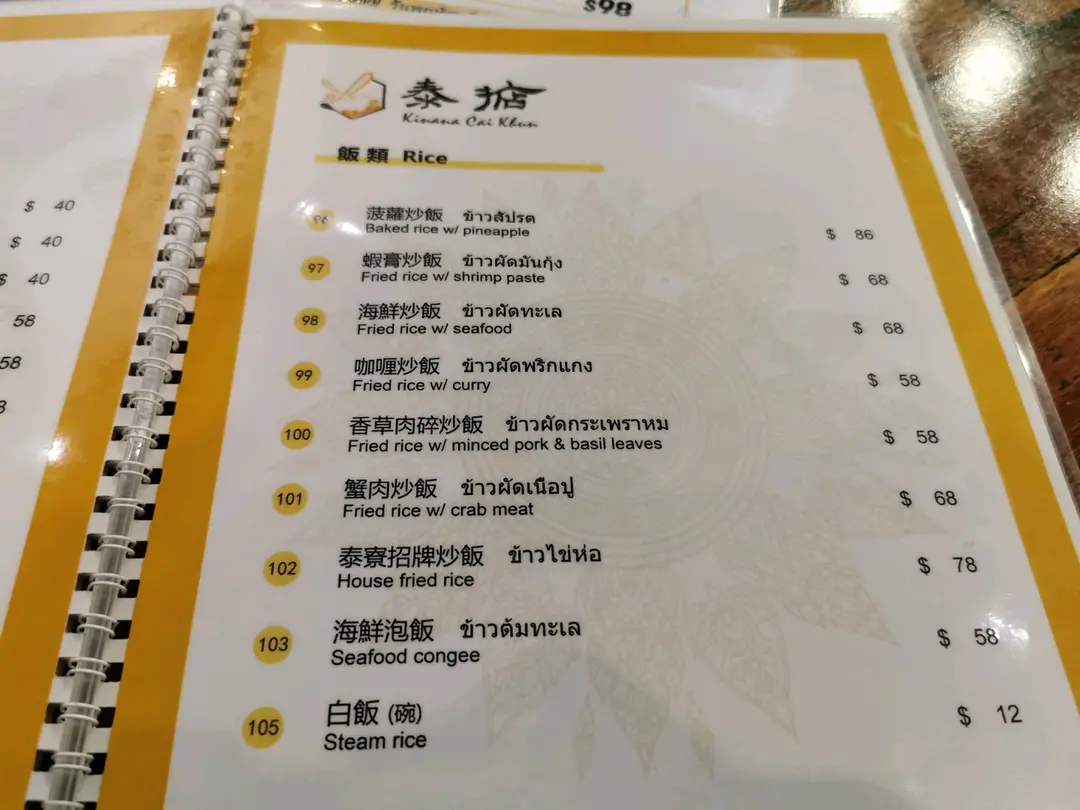 $98
$ 40
$ 40
$ 40
58
58
泰掂
Kinana Cai Khun
飯 類 Rice
96 菠蘿炒飯 ข้าวสัปรด
Baked rice w/ pineapple
$ 86
97 蝦膏炒飯 ข้าวผัดมันกุ้ง
Fried rice w/ shrimp paste
$ 68
98 海鮮炒飯 ข้าวผัดทะเล
Fried rice w/ seafood
$ 68
99 咖喱炒飯 ข้าวผัดพริกแกง
Fried rice w/ curry
$ 58
100 香草肉碎炒飯 ข้าวผัดกระเพราหม
Fried rice w/ minced pork & basil leaves
$ 58
101 蟹肉炒飯 ข้าวผัดเนือปู
Fried rice w/ crab meat
$ 68
102 泰寮招牌炒飯 ข้าวไข่ห่อ
House fried rice
$ 78
103 海鮮泡飯 ข้าวต้มทะเล
Seafood congee
$ 58
105 白飯 (碗)
Steam rice
$ 12